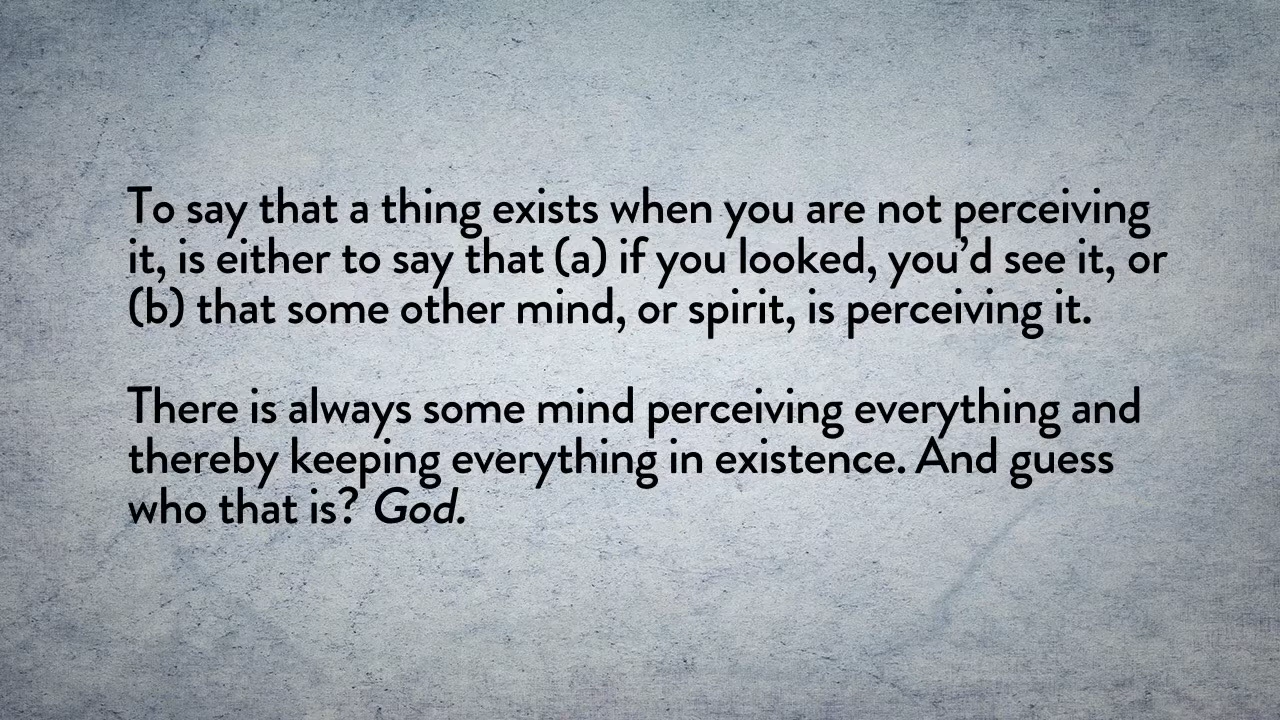 To say that a thing exists when you are not perceiving
it, is either to say that (a) if you looked, you’d see it, or
(b) that some other mind, or spirit, is perceiving it.
There is always some mind perceiving everything and
thereby keeping everything in existence. And guess
who that is? God.